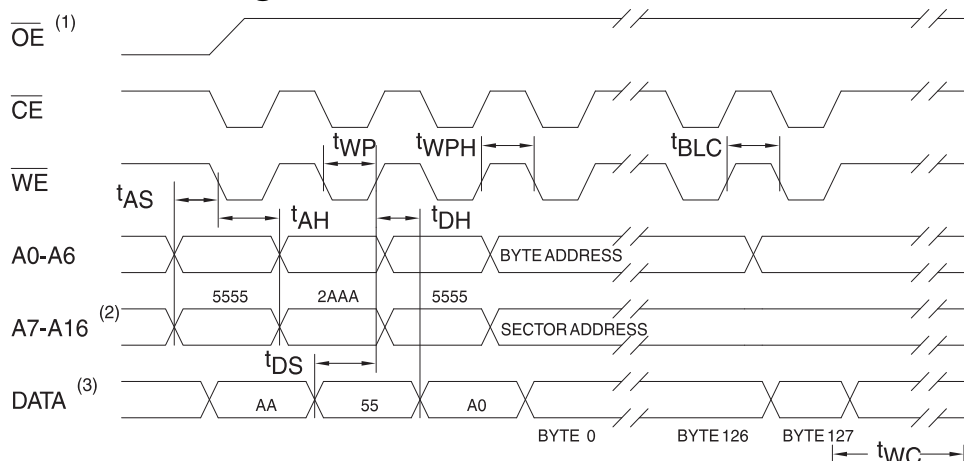 OE (1)
CE
tWP tWPH tBLC
WE
tAS tAH tDH
A0-A6 BYTE ADDRESS
5555 2AAA 5555
A7-A16 (2) SECTOR ADDRESS
tDS
DATA (3) AA 55 A0
BYTE 0 BYTE 126 BYTE 127
tWC